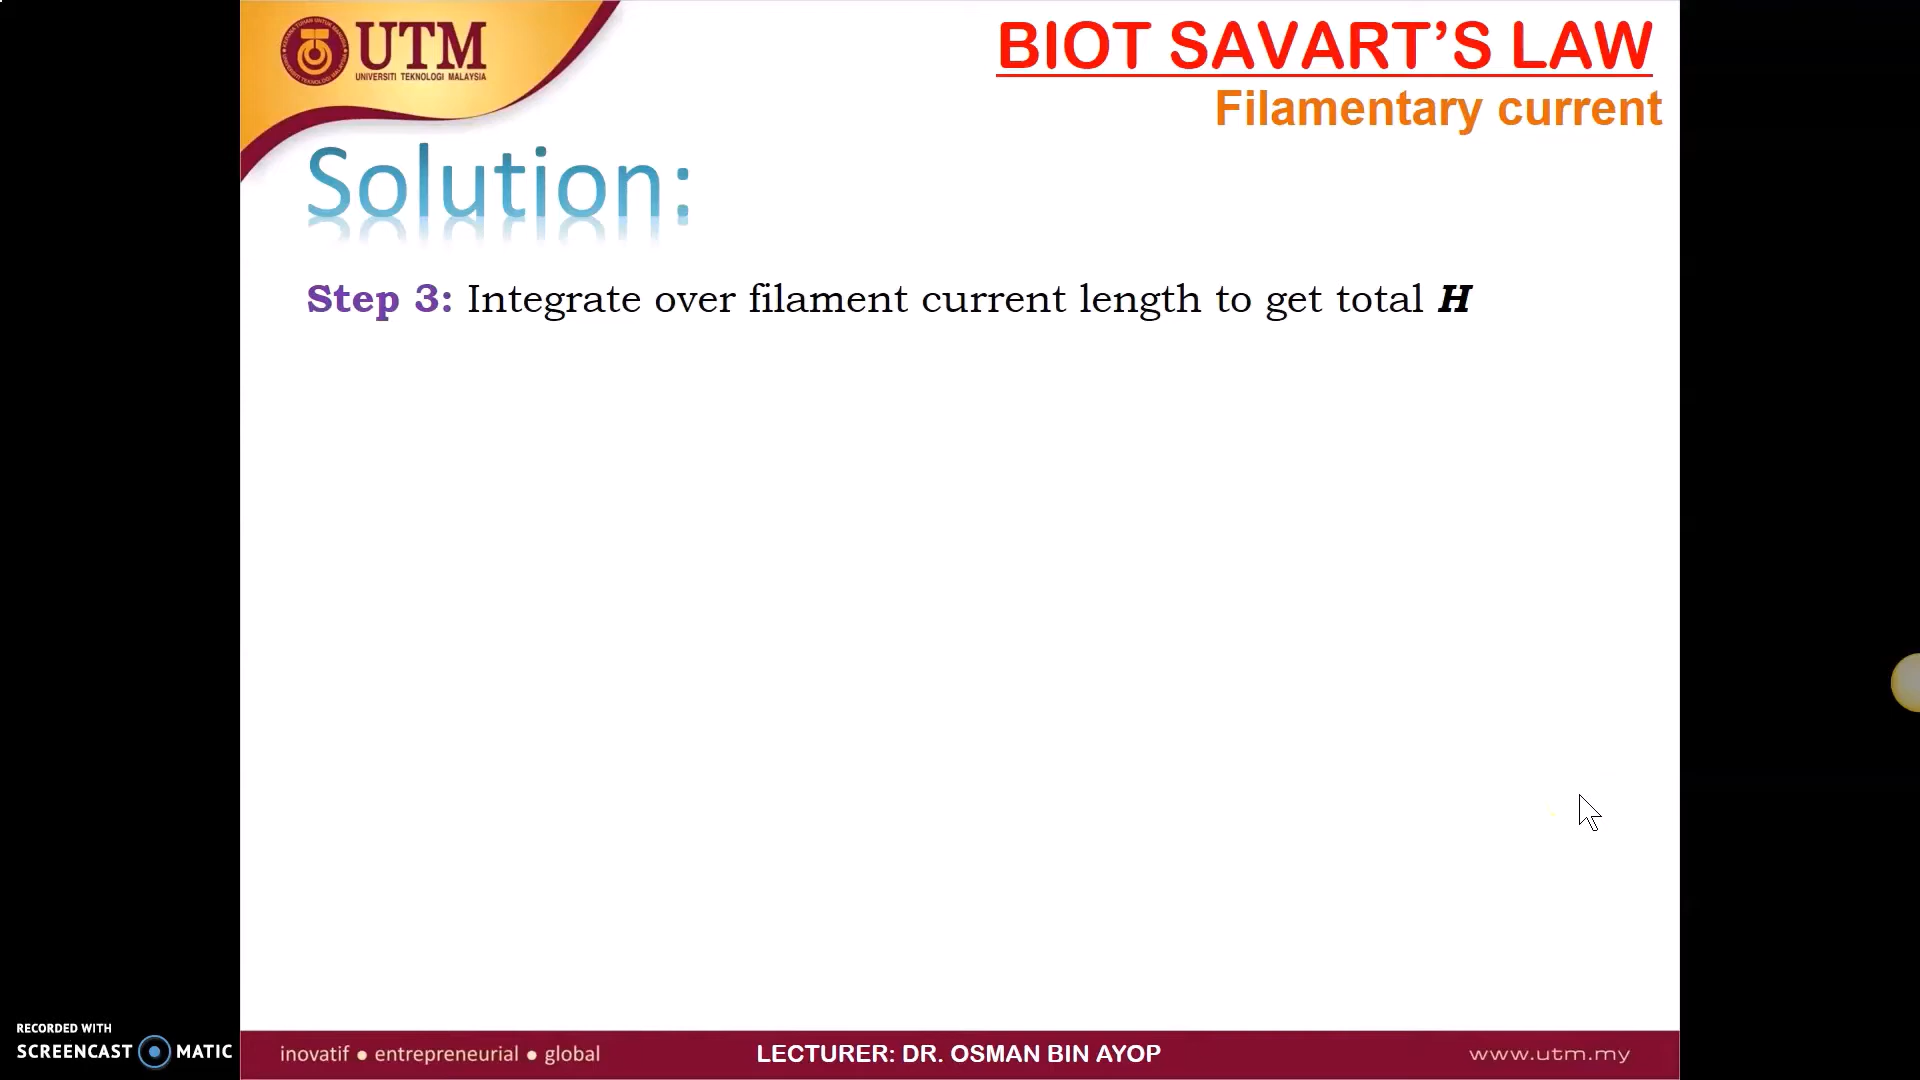 UTM
UNIVERSITI TEKNOLOGI MALAYSIA
BIOT SAVART’S LAW
Filamentary current
Solution:
Step 3: Integrate over filament current length to get total H
RECORDED WITH
SCREENCAST MATIC
inovatif ● entrepreneurial ● global
LECTURER: DR. OSMAN BIN AYOP
www.utm.my